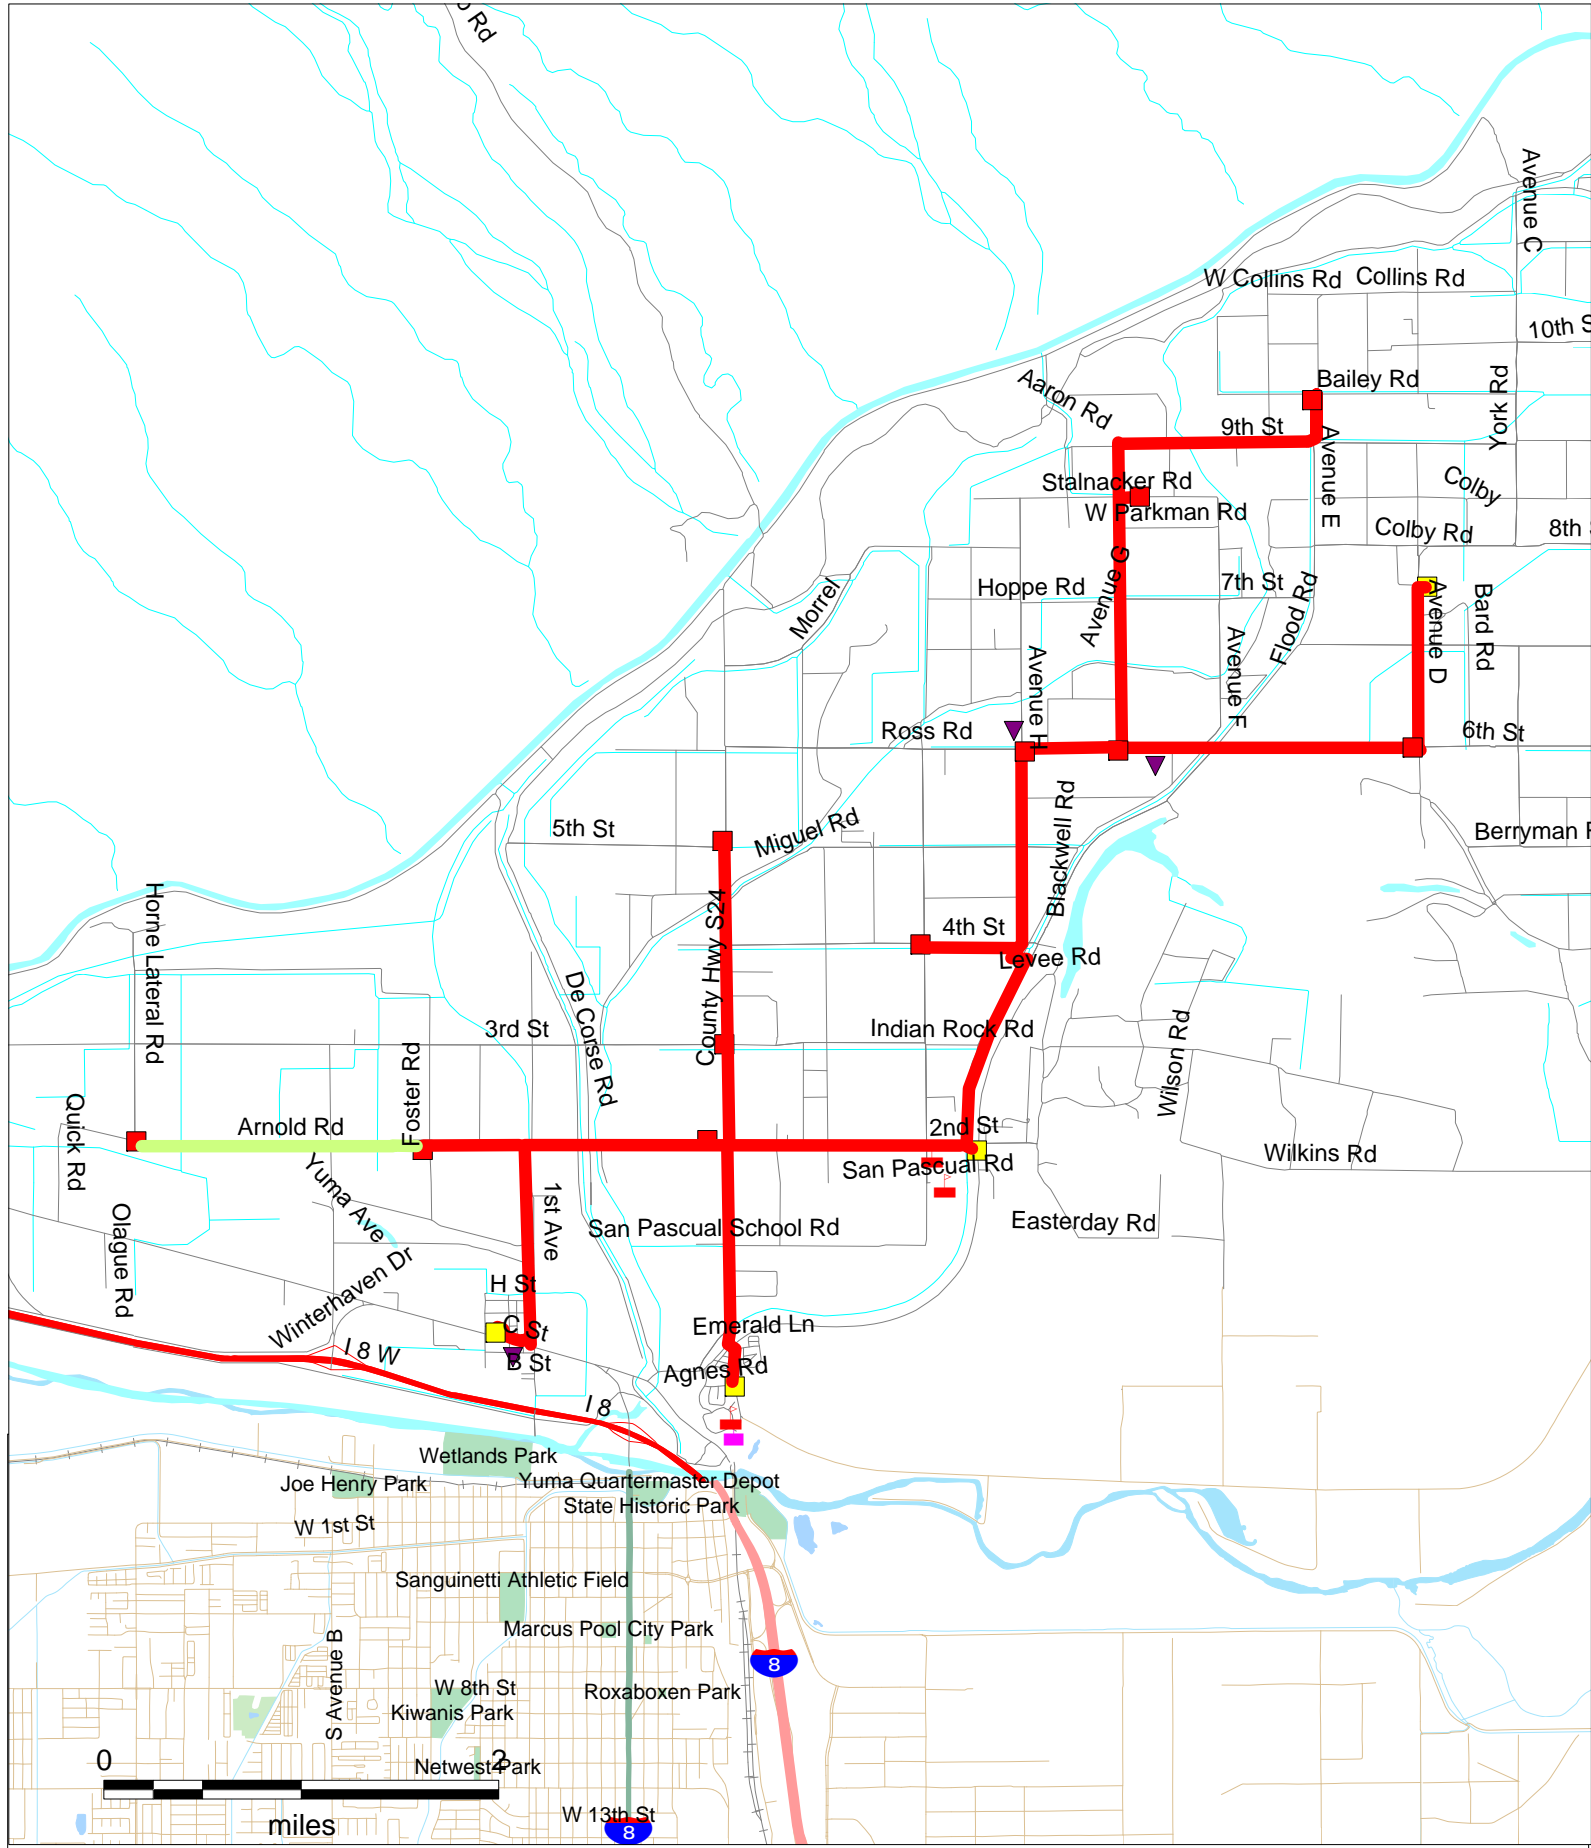 o Rd
Avenue C
W Collins Rd
Collins Rd
10th S
Aaron Rd
Bailey Rd
York Rd
9th St
Avenue E
Stalnacker Rd
Colby
W Parkman Rd
Colby Rd
8th
Avenue G
Hoppe Rd
7th St
Morrel
Flood Rd
Avenue D
Bard Rd
Avenue H
Avenue F
Ross Rd
6th St
5th St
Miguel Rd
Blackwell Rd
Berryman R
Horne Lateral Rd
County Hwy S24
4th St
Levee Rd
De Corse Rd
3rd St
Indian Rock Rd
Wilson Rd
Foster Rd
Quick Rd
Arnold Rd
2nd St
Wilkins Rd
San Pascual Rd
Yuma Ave
Olague Rd
1st Ave
San Pascual School Rd
Easterday Rd
Winterhaven Dr
H St
C St
Emerald Ln
I 8 W
B St
Agnes Rd
I 8
Wetlands Park
Joe Henry Park
Yuma Quartermaster Depot
State Historic Park
W 1st St
Sanguinetti Athletic Field
Marcus Pool City Park
S Avenue B
8
W 8th St
Roxaboxen Park
Kiwanis Park
0
2
Netwest Park
miles
W 13th St
8